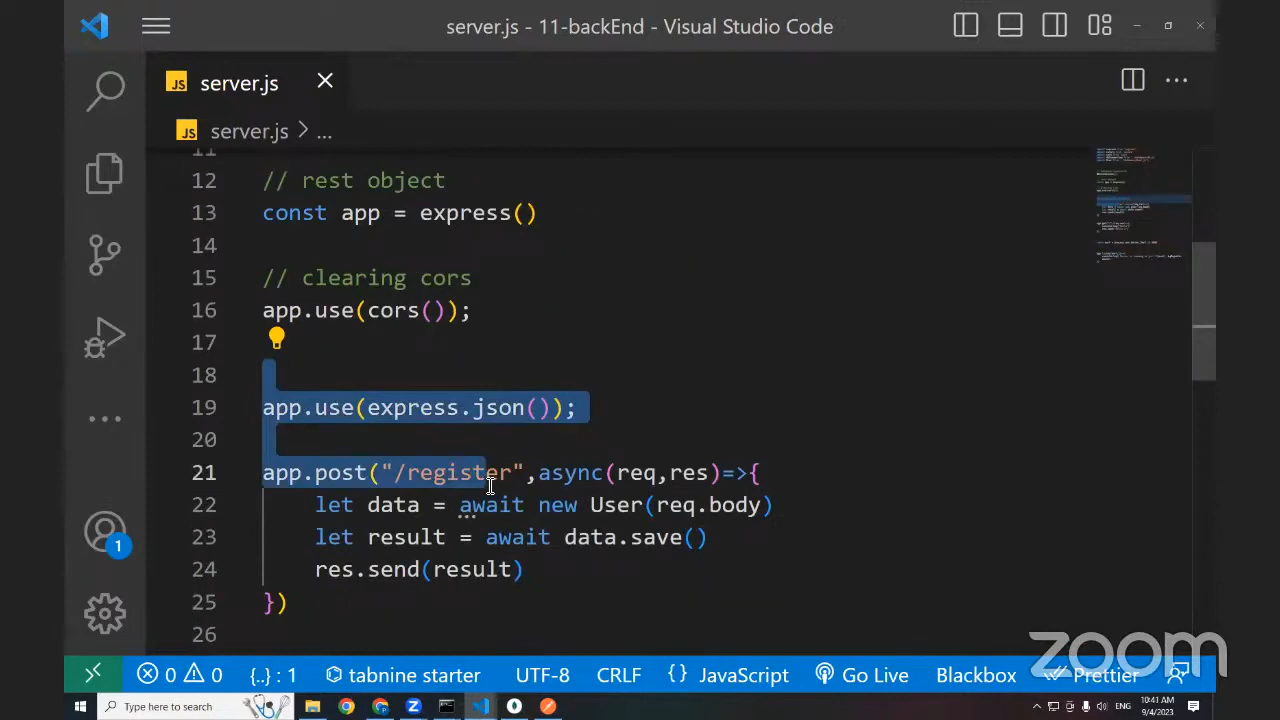 server.js - 11-backEnd - Visual Studio Code
JS server.js
JS server.js > ...
11
12 // rest object
13 const app = express()
14
15 // clearing cors
16 app.use(cors());
17
18
19 app.use(express.json());
20
21 app.post("/register",async(req,res)=>{
22 let data = await new User(req.body)
23 let result = await data.save()
24 res.send(result)
25 })
26
1
0 0 {..} : 1 tabnine starter UTF-8 CRLF {} JavaScript Go Live Blackbox Prettier
zoom
Type here to search
ENG 10:41 AM
9/4/2023